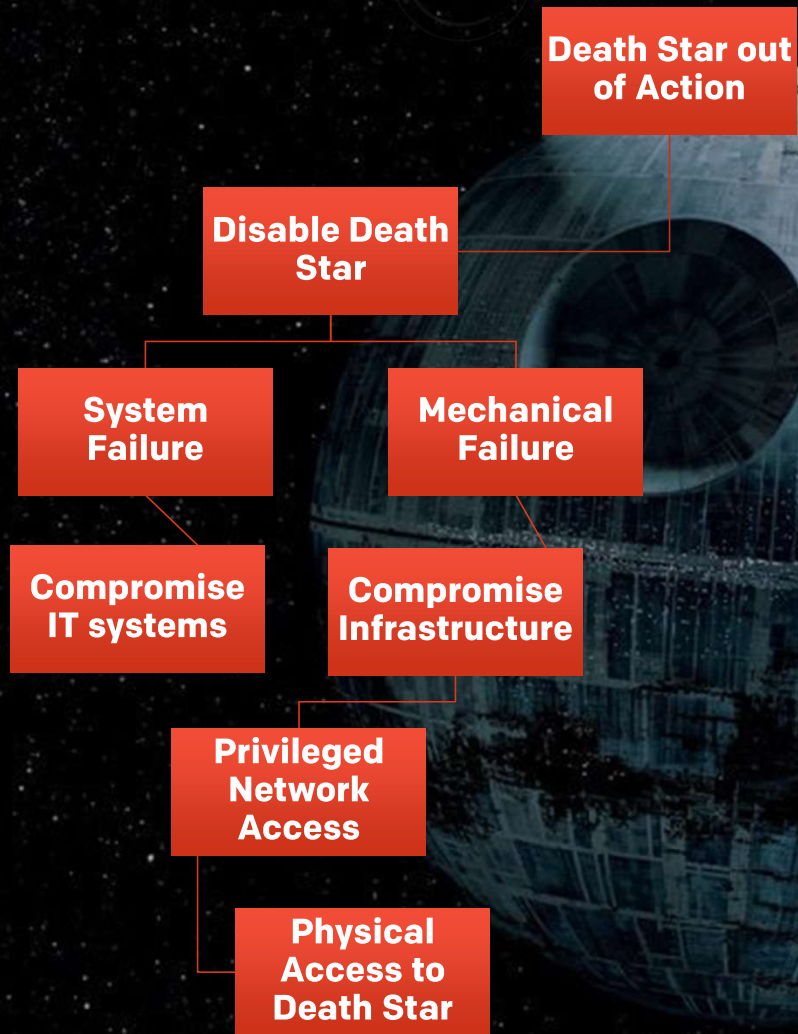 Death Star out
of Action
Disable Death
Star
System
Failure
Mechanical
Failure
Compromise
IT systems
Compromise
Infrastructure
Privileged
Network
Access
Physical
Access to
Death Star